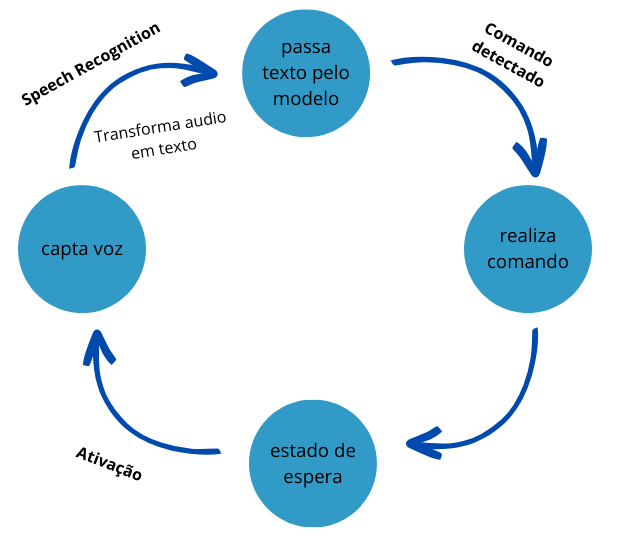 Speech Recognition
passa
texto pelo
modelo
Comando
detectado
Transforma audio
em texto
capta voz
realiza
comando
estado de
espera
Ativação